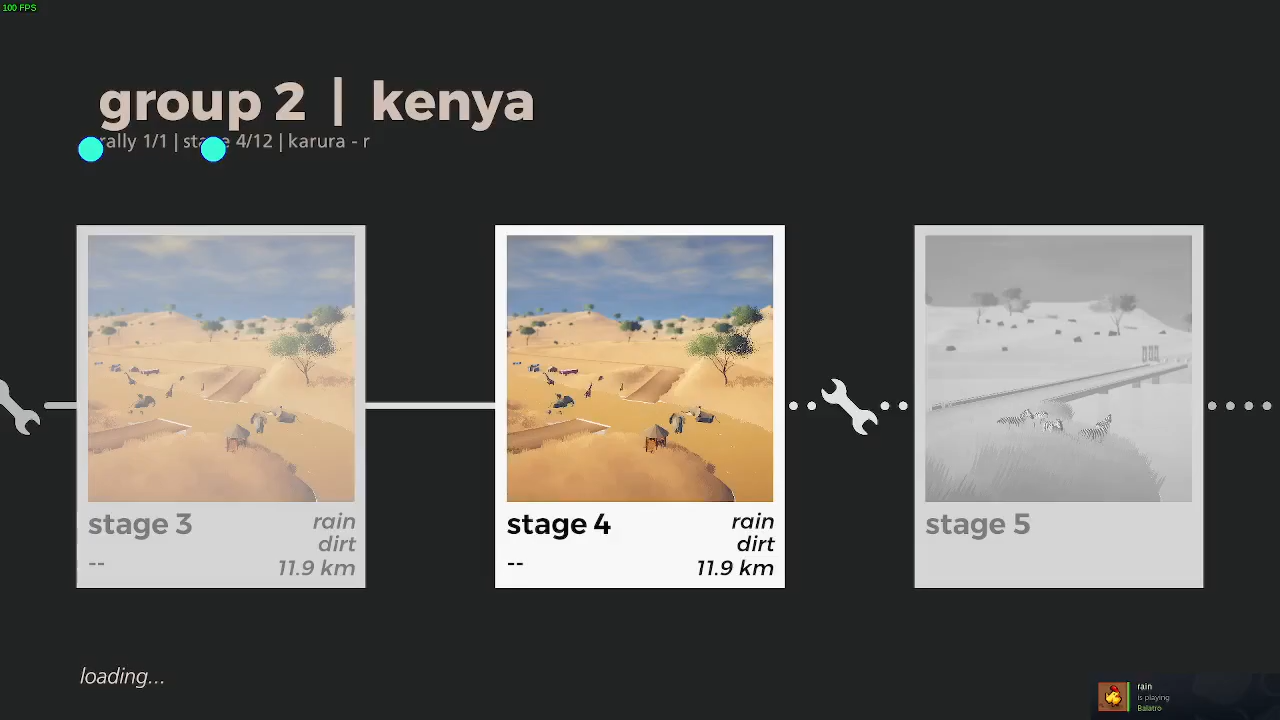 100 FPS
group 2 | kenya
rally 1/1 | stage 4/12 | karura - r
stage 3
rain
dirt
--
11.9 km
stage 4
rain
dirt
--
11.9 km
stage 5
loading...
rain
is playing
Balatro